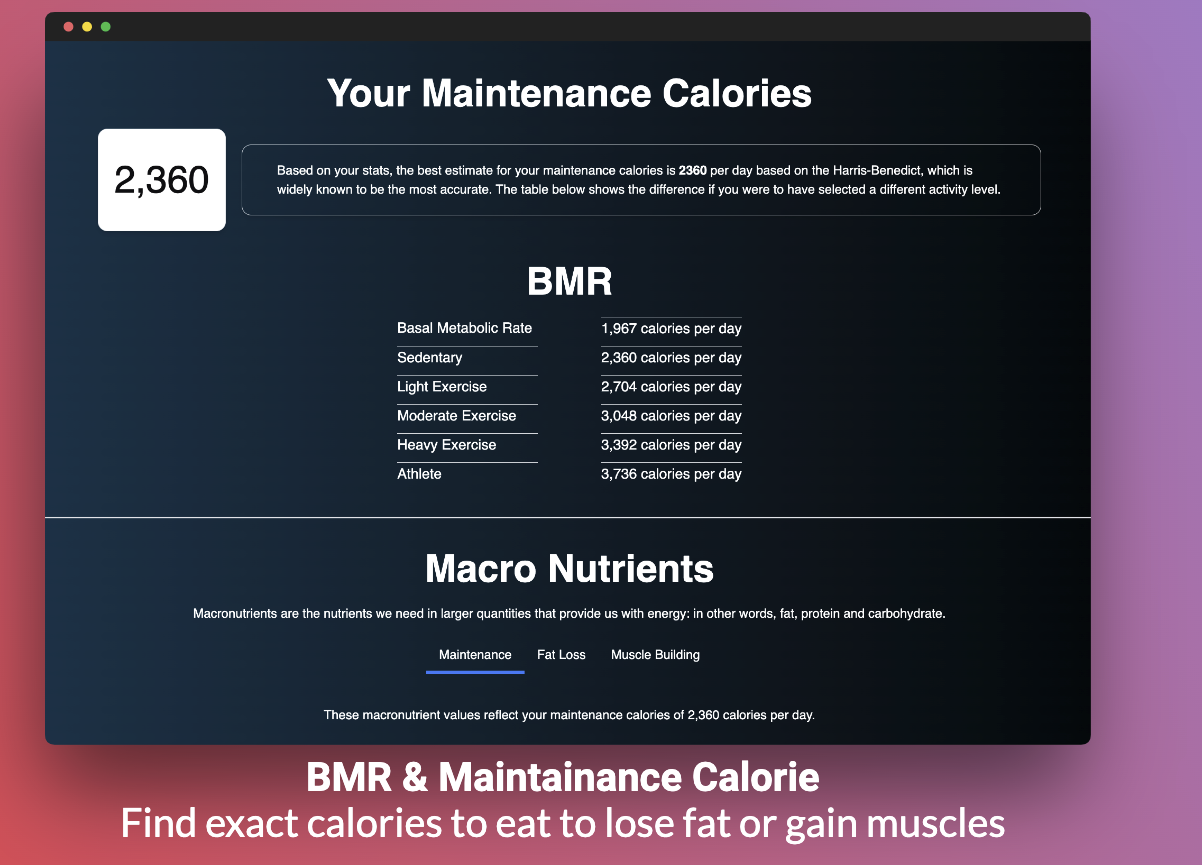 Your Maintenance Calories
2,360
Based on your stats, the best estimate for your maintenance calories is 2360 per day based on the Harris-Benedict, which is
widely known to be the most accurate. The table below shows the difference if you were to have selected a different activity level.
BMR
Basal Metabolic Rate 1,967 calories per day
Sedentary 2,360 calories per day
Light Exercise 2,704 calories per day
Moderate Exercise 3,048 calories per day
Heavy Exercise 3,392 calories per day
Athlete 3,736 calories per day
Macro Nutrients
Macronutrients are the nutrients we need in larger quantities that provide us with energy: in other words, fat, protein and carbohydrate.
Maintenance Fat Loss Muscle Building
These macronutrient values reflect your maintenance calories of 2,360 calories per day.
BMR & Maintainance Calorie
Find exact calories to eat to lose fat or gain muscles